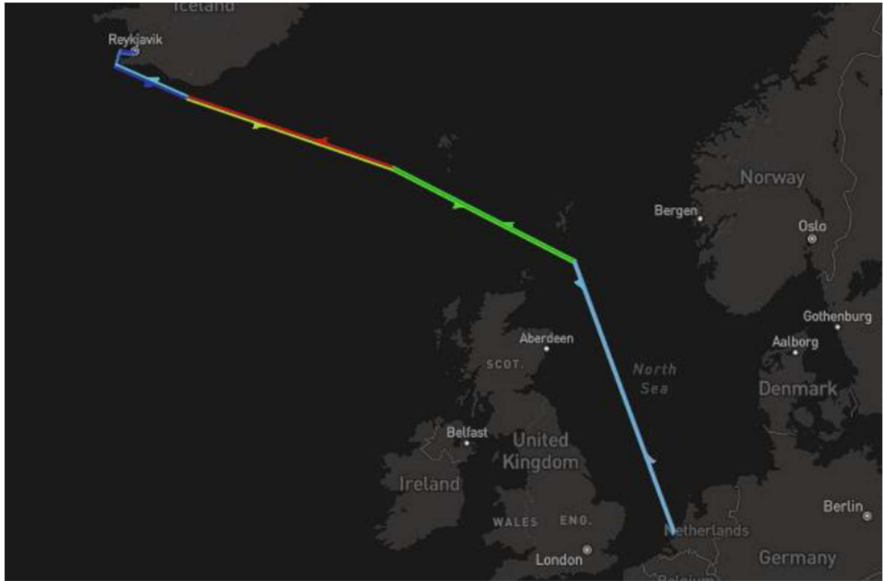 Iceland
Reykjavik
Norway
Bergen
Oslo
Gothenburg
Aberdeen
Aalborg
SCOT.
North
Sea
Denmark
Belfast
United
Kingdom
Ireland
Berlin
WALES
ENG.
Netherlands
London
Germany
Belgium